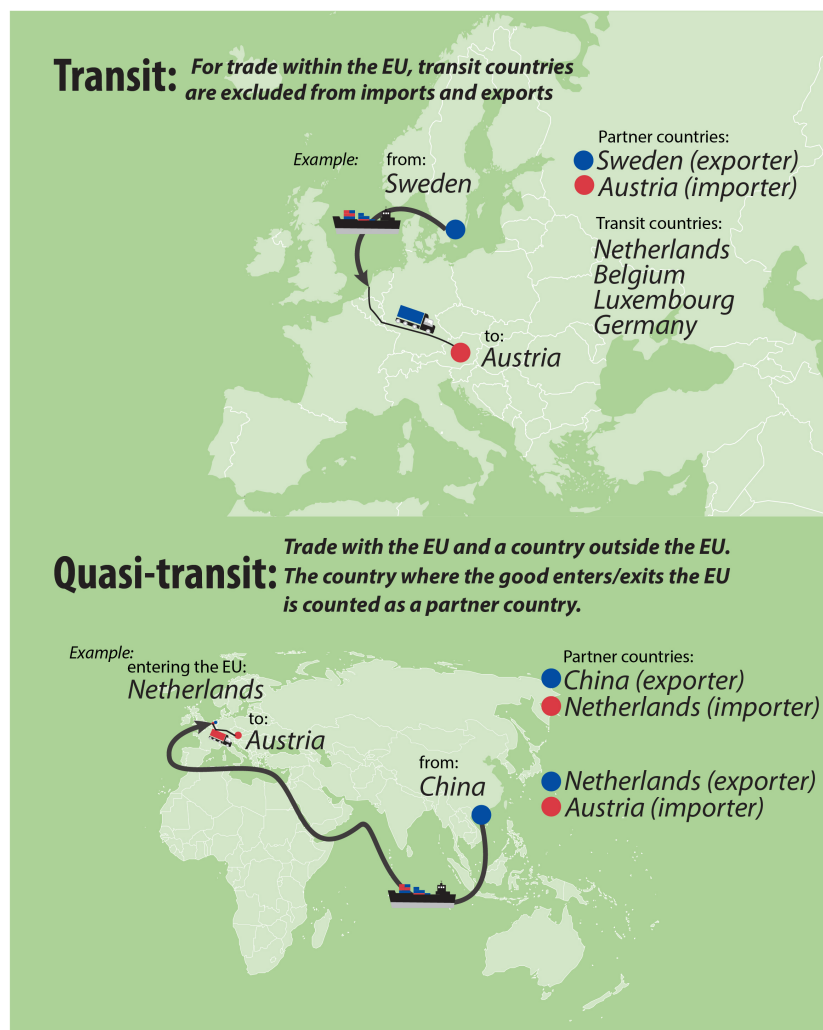 Transit: For trade within the EU, transit countries
are excluded from imports and exports
Example:
from:
Sweden
to:
Austria
Partner countries:
Sweden (exporter)
Austria (importer)
Transit countries:
Netherlands
Belgium
Luxembourg
Germany
Quasi-transit: Trade with the EU and a country outside the EU.
The country where the good enters/exits the EU
is counted as a partner country.
Example:
entering the EU:
Netherlands
to:
Austria
from:
China
Partner countries:
China (exporter)
Netherlands (importer)
Netherlands (exporter)
Austria (importer)